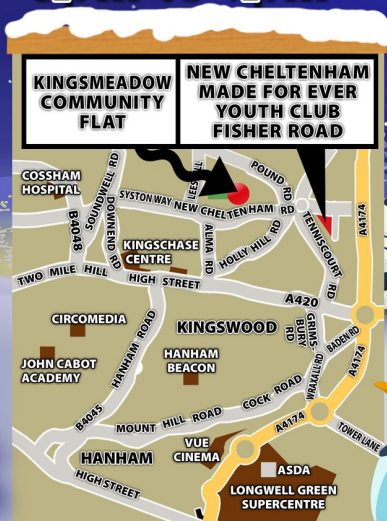 KINGSMEADOW
COMMUNITY
FLAT
NEW CHELTENHAM
MADE FOR EVER
YOUTH CLUB
FISHER ROAD
COSSHAM
HOSPITAL
SOUNDWELL RD
DOWNEND RD
B4048
SYSTON WAY
NEW CHELTENHAM RD
POUND RD
TENNISCOURT RD
A4174
KINGSCHASE
CENTRE
ALMA RD
HOLLY HILL RD
TWO MILE HILL
HIGH STREET
A420
CIRCOMEDIA
KINGSWOOD
GRIMS-
BURY
RD
BADEN RD
HANHAM ROAD
HANHAM
BEACON
JOHN CABOT
ACADEMY
WRAXALL RD
A4174
B4045
MOUNT HILL ROAD
COCK ROAD
A4174
TOWER LANE
HANHAM
HIGH STREET
VUE
CINEMA
ASDA
LONGWELL GREEN
SUPERCENTRE